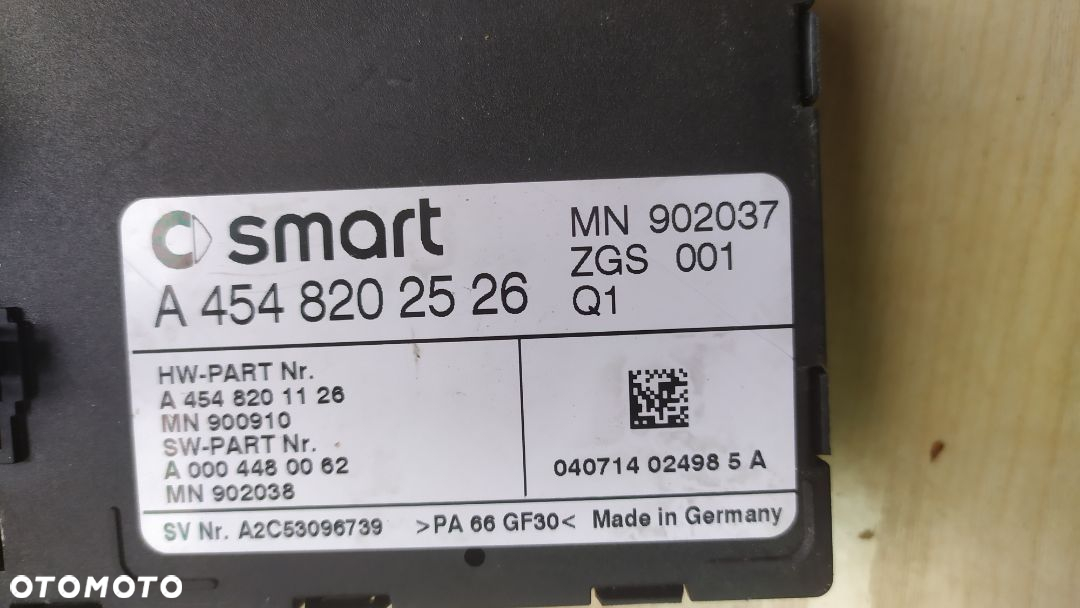 smart
A 454 820 25 26
MN 902037
ZGS 001
Q1
HW-PART Nr.
A 454 820 11 26
MN 900910
SW-PART Nr.
A 000 448 00 62
MN 902038
040714 02498 5 A
SV Nr. A2C53096739 >PA 66 GF30< Made in Germany
OTOMOTO